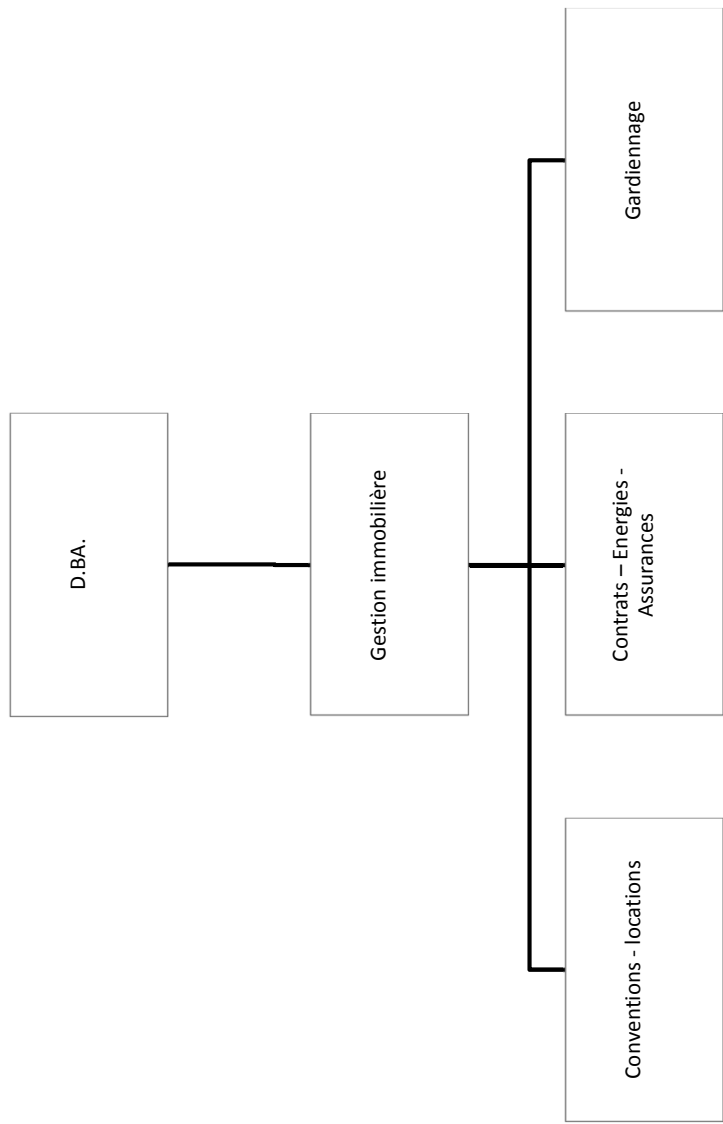 D.BA.
Gestion immobilière
Conventions - locations
Contrats – Energies -
Assurances
Gardiennage